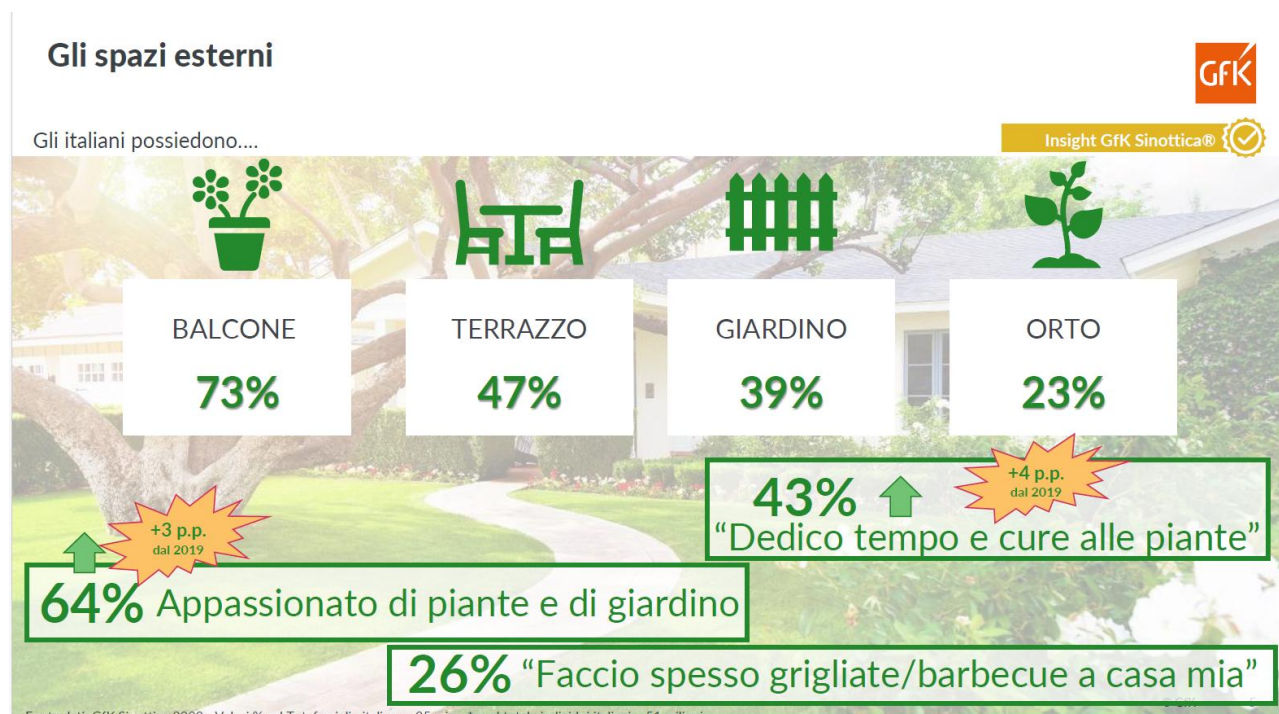 Gli spazi esterni
GfK
Gli italiani possiedono....
Insight GfK Sinottica®
BALCONE
73%
TERRAZZO
47%
GIARDINO
39%
ORTO
23%
43%
+4 p.p.
dal 2019
“Dedico tempo e cure alle piante”
+3 p.p.
dal 2019
64% Appassionato di piante e di giardino
26% “Faccio spesso grigliate/barbecue a casa mia”